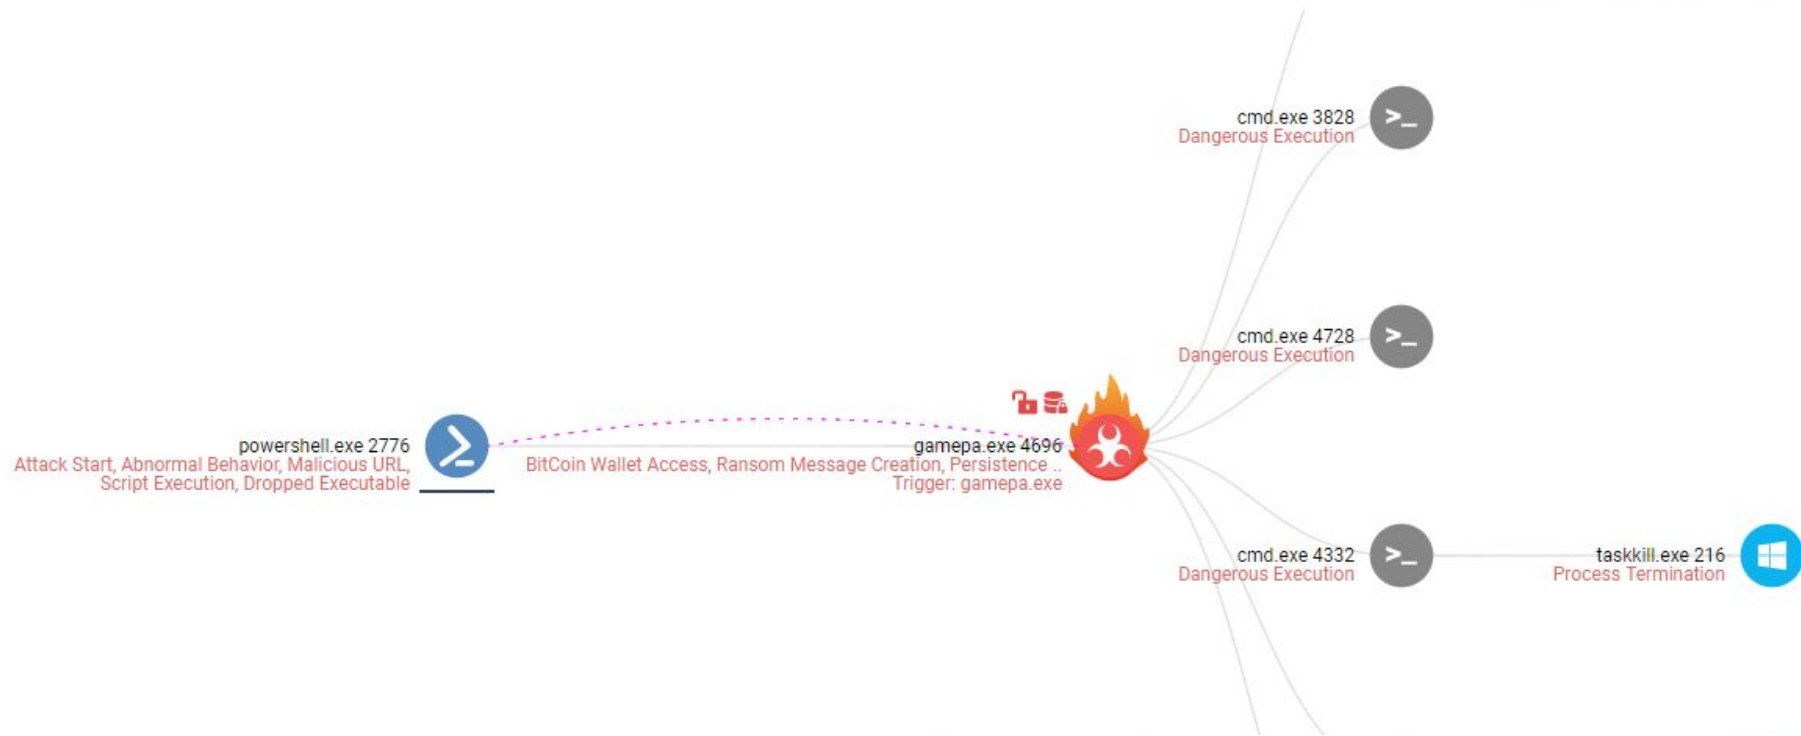 cmd.exe 3828
Dangerous Execution
cmd.exe 4728
Dangerous Execution
powershell.exe 2776
Attack Start, Abnormal Behavior, Malicious URL,
Script Execution, Dropped Executable
gamepa.exe 4696
BitCoin Wallet Access, Ransom Message Creation, Persistence ..
Trigger: gamepa.exe
cmd.exe 4332
Dangerous Execution
taskkill.exe 216
Process Termination